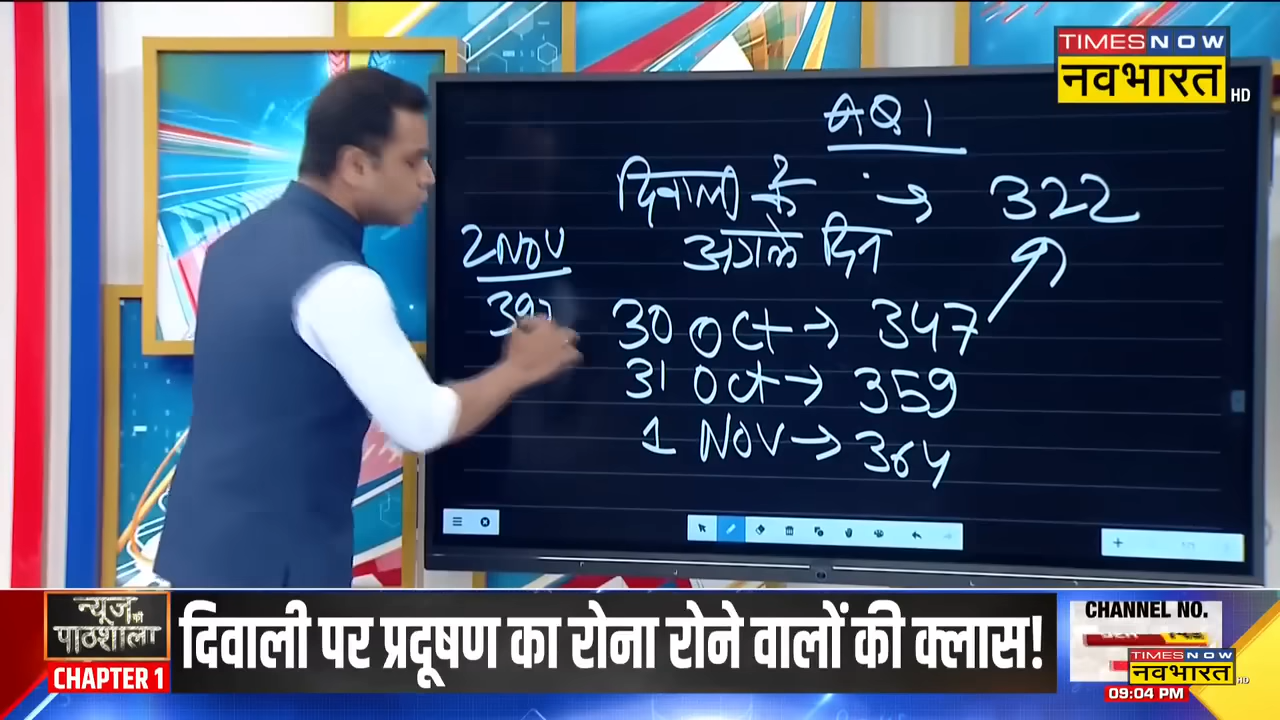 TIMES NOW
नवभारत
HD
AQI
दिवाली के → 322
अगले दिन
2 NOV
30 Oct → 347
31 Oct → 359
1 NOV → 364
न्यूज़ की
पाठशाला
CHAPTER 1
दिवाली पर प्रदूषण का रोना रोने वालों की क्लास!
CHANNEL NO.
TIMES NOW
नवभारत
HD
09:04 PM